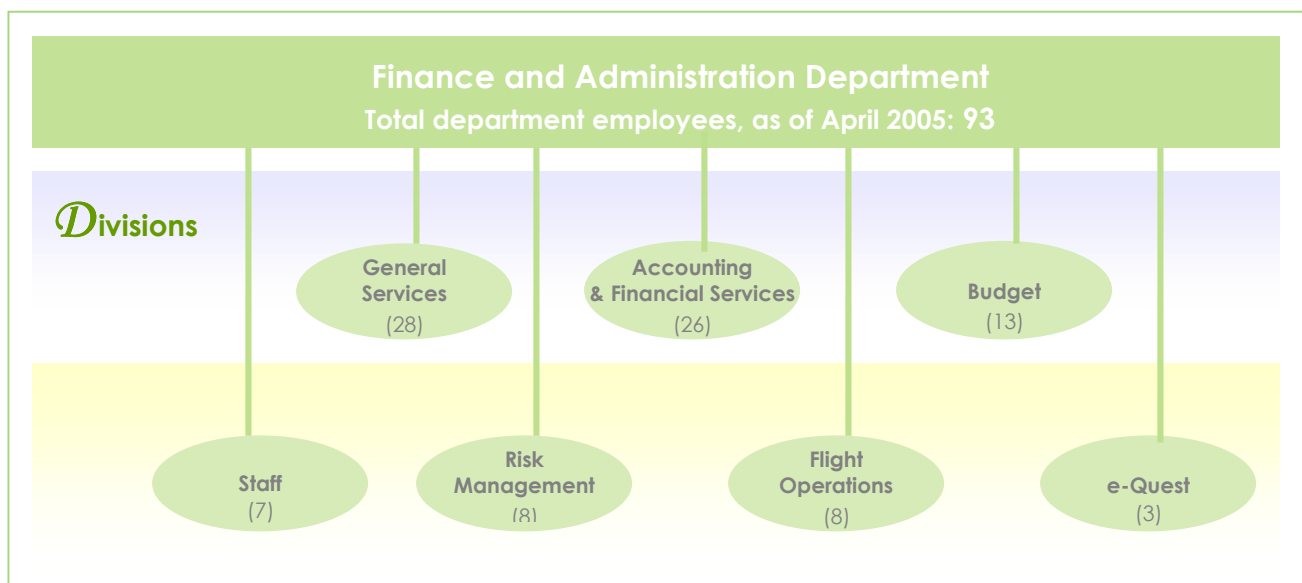 Finance and Administration Department
Total department employees, as of April 2005: 93
Divisions
General
Services
(28)
Accounting
& Financial Services
(26)
Budget
(13)
Staff
(7)
Risk
Management
(8)
Flight
Operations
(8)
e-Quest
(3)